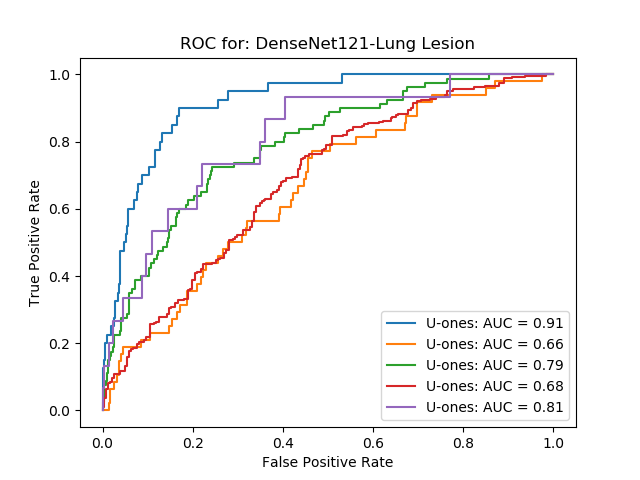 ROC for: DenseNet121-Lung Lesion
True Positive Rate
1.0
0.8
0.6
0.4
0.2
0.0
U-ones: AUC = 0.91
U-ones: AUC = 0.66
U-ones: AUC = 0.79
U-ones: AUC = 0.68
U-ones: AUC = 0.81
0.0 0.2 0.4 0.6 0.8 1.0
False Positive Rate